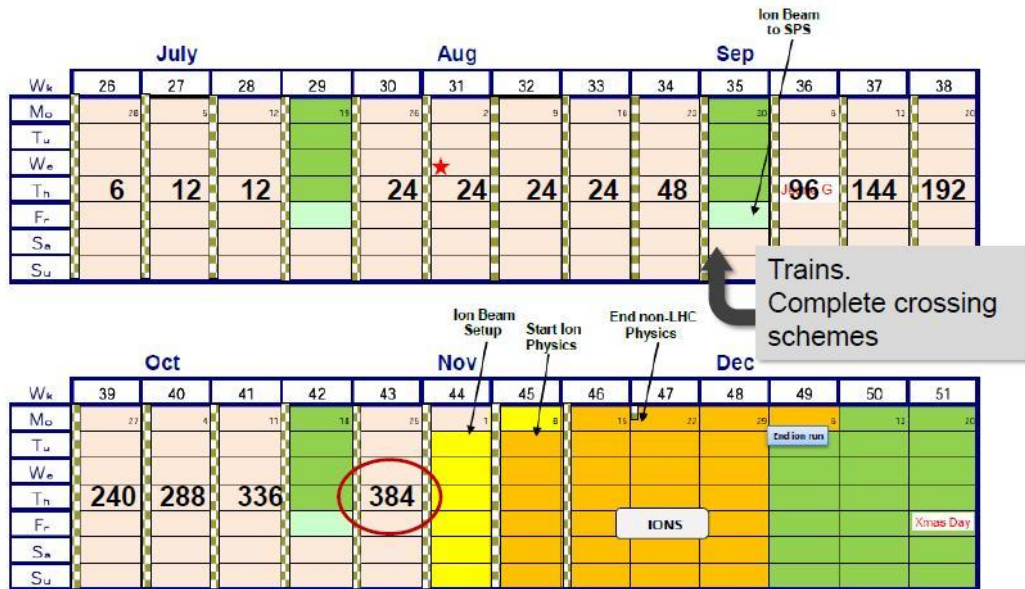 Ion Beam
to SPS
July Aug Sep
Wk 26 27 28 29 30 31 32 33 34 35 36 37 38
Mo 28 5 12 19 26 2 9 16 23 30 6 13 20
Tu
We
Th 6 12 12 24 24 24 24 48 96 144 192
Fr
Sa
Su
Trains.
Complete crossing
schemes
Ion Beam
Setup
Start Ion
Physics
End non-LHC
Physics
Oct Nov Dec
Wk 39 40 41 42 43 44 45 46 47 48 49 50 51
Mo 27 4 11 18 25 1 8 15 22 29 6 13 20
Tu End ion run
We
Th 240 288 336 384
Fr IONS Xmas Day
Sa
Su